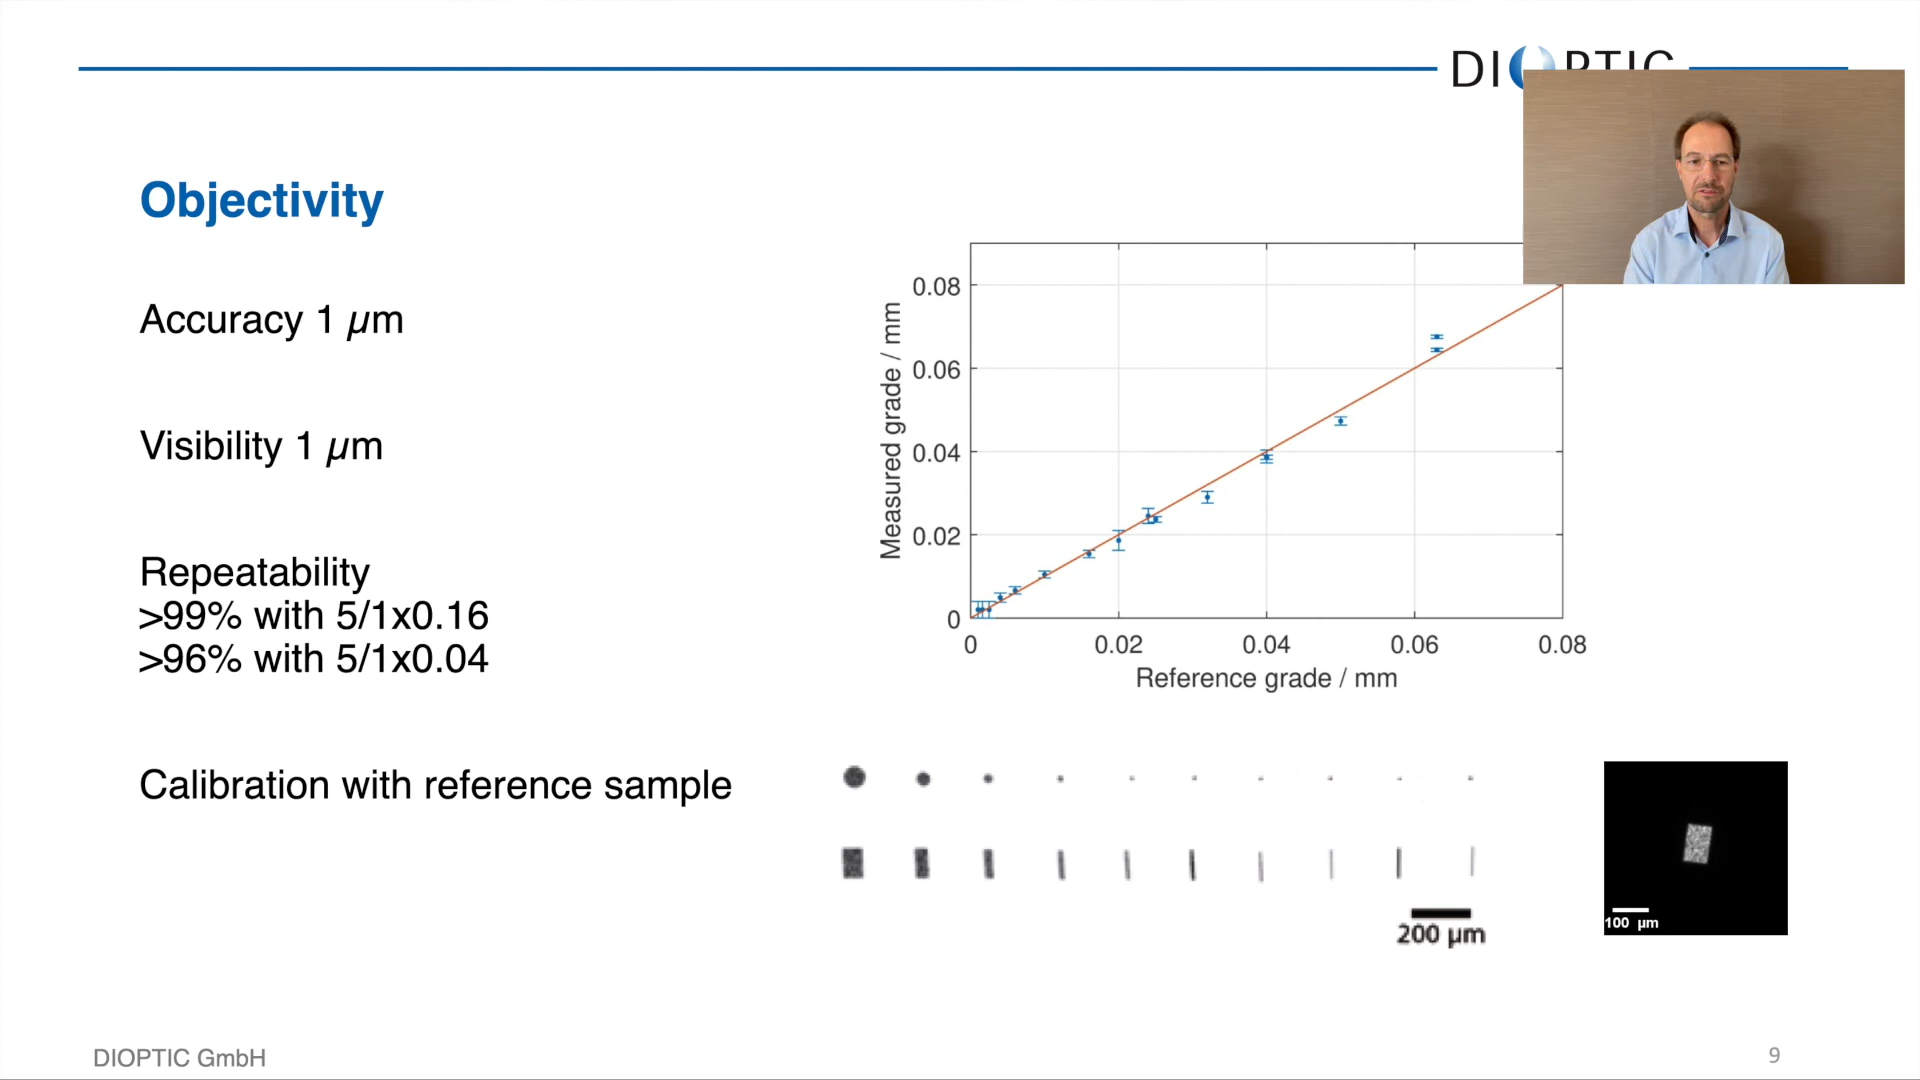 Objectivity
Accuracy 1 µm
Visibility 1 µm
Repeatability
>99% with 5/1x0.16
>96% with 5/1x0.04
Calibration with reference sample
Measured grade / mm
0.08
0.06
0.04
0.02
0
0 0.02 0.04 0.06 0.08
Reference grade / mm
200 µm
100 µm
DIOPTIC GmbH
9